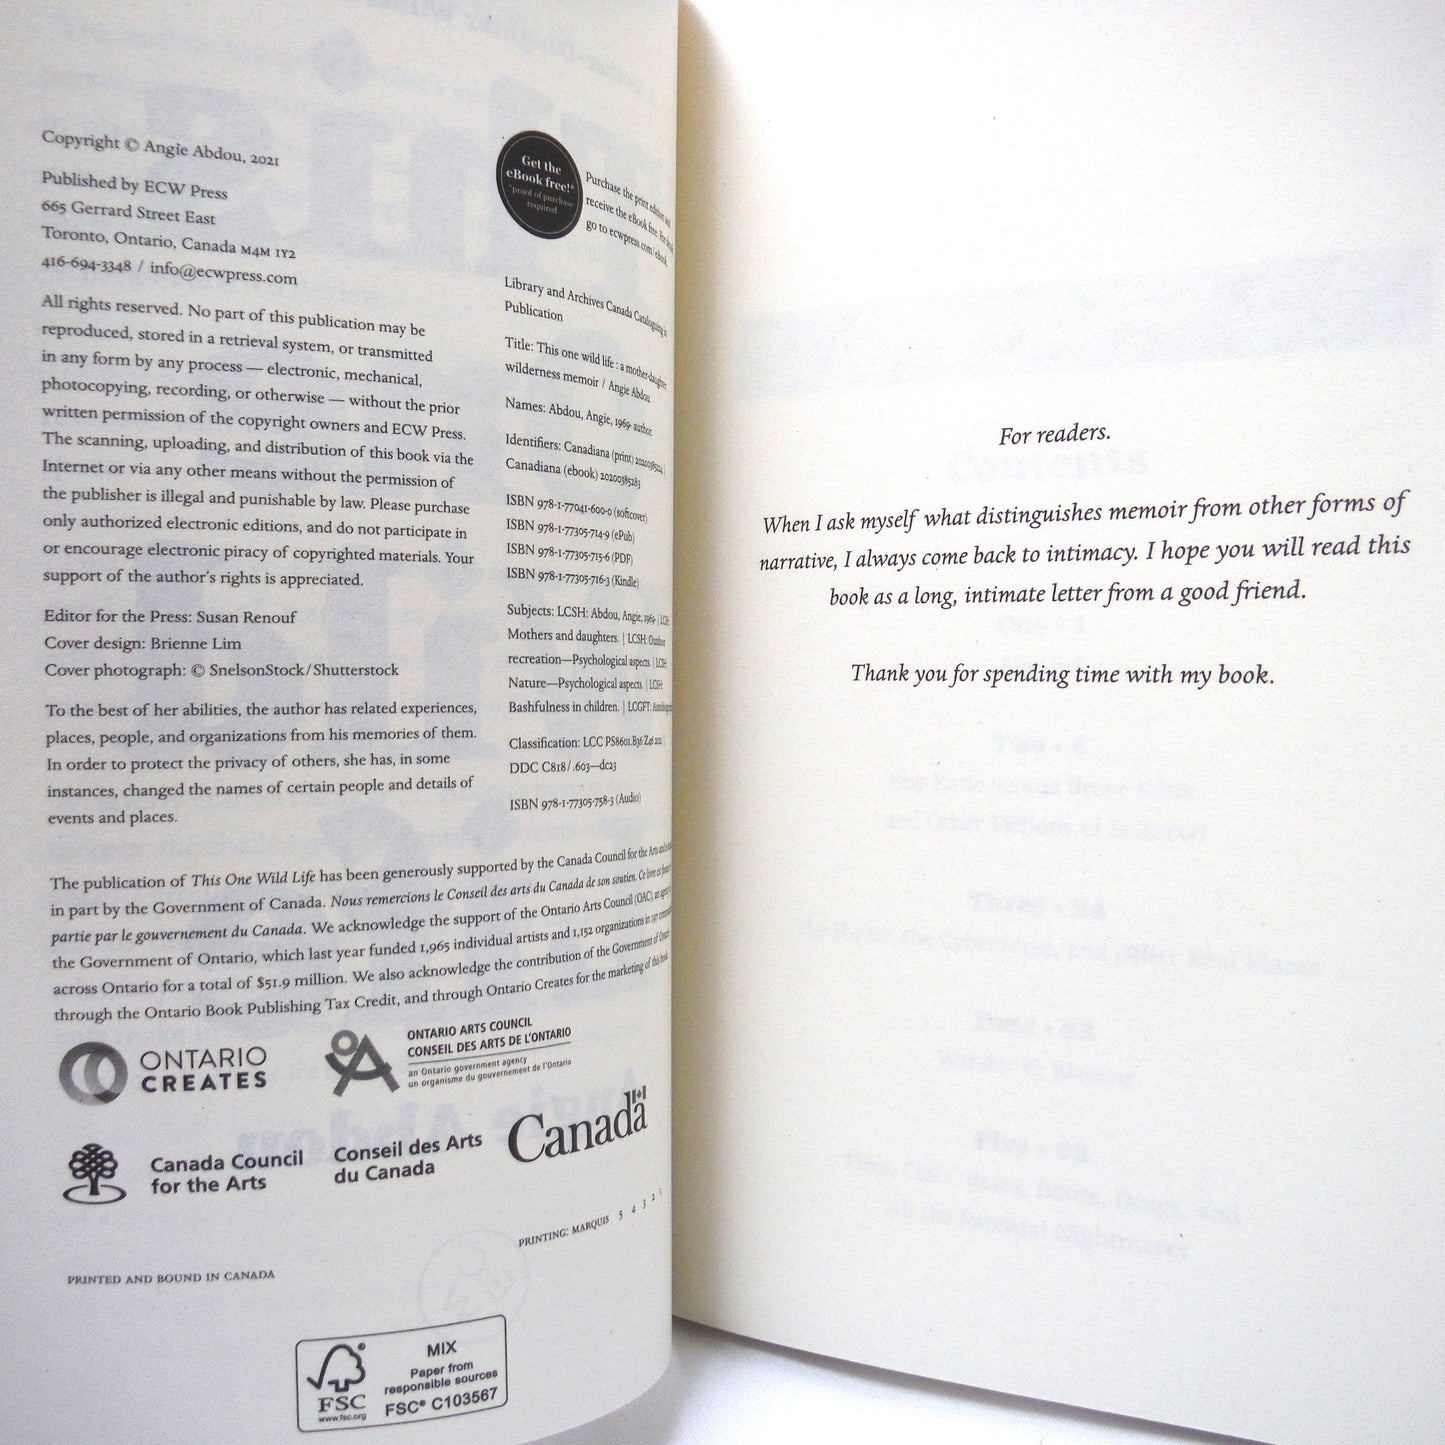 Copyright © Angie Abdou, 2021
Published by ECW Press
665 Gerrard Street East
Toronto, Ontario, Canada M4M 1Y2
416-694-3348 / info@ecwpress.com
All rights reserved. No part of this publication may be
reproduced, stored in a retrieval system, or transmitted
in any form by any process — electronic, mechanical,
photocopying, recording, or otherwise — without the prior
written permission of the copyright owners and ECW Press.
The scanning, uploading, and distribution of this book via the
Internet or via any other means without the permission of
the publisher is illegal and punishable by law. Please purchase
only authorized electronic editions, and do not participate in
or encourage electronic piracy of copyrighted materials. Your
support of the author's rights is appreciated.
Editor for the Press: Susan Renouf
Cover design: Brienne Lim
Cover photograph: © SnelsonStock/Shutterstock
To the best of her abilities, the author has related experiences,
places, people, and organizations from his memories of them.
In order to protect the privacy of others, she has, in some
instances, changed the names of certain people and details of
events and places.
Get the
eBook free!*
*proof of purchase
required
Purchase the print edition and
receive the eBook free. For details,
go to ecwpress.com/eBook.
Library and Archives Canada Cataloguing in
Publication
Title: This one wild life : a mother-daughter
wilderness memoir / Angie Abdou.
Names: Abdou, Angie, 1969- author.
Identifiers: Canadiana (print)
Canadiana (ebook) 20200385283
ISBN 978-1-77041-600-0 (softcover)
ISBN 978-1-77305-714-9 (ePub)
ISBN 978-1-77305-715-6 (PDF)
ISBN 978-1-77305-716-3 (Kindle)
Subjects: LCSH: Abdou, Angie, 1969- | LCSH:
Mothers and daughters. | LCSH: Outdoor
recreation—Psychological aspects. | LCSH:
Nature—Psychological aspects. | LCSH:
Bashfulness in children. | LCGFT:
Classification: LCC PS8601.B36 Z46 2021 |
DDC C818/.603—dc23
ISBN 978-1-77305-758-3 (Audio)
The publication of This One Wild Life has been generously supported by the Canada Council for the Arts and
in part by the Government of Canada. Nous remercions le Conseil des arts du Canada de son soutien. Ce livre est
partie par le gouvernement du Canada. We acknowledge the support of the Ontario Arts Council (OAC), an agency
the Government of Ontario, which last year funded 1,965 individual artists and 1,152 organizations in 197
across Ontario for a total of $51.9 million. We also acknowledge the contribution of the Government of Ontario
through the Ontario Book Publishing Tax Credit, and through Ontario Creates for the marketing of this book.
ONTARIO
CREATES
ONTARIO ARTS COUNCIL
CONSEIL DES ARTS DE L'ONTARIO
an Ontario government agency
un organisme du gouvernement de l'Ontario
Canada Council
for the Arts
Conseil des Arts
du Canada
Canada
PRINTED AND BOUND IN CANADA
PRINTING: MARQUIS 5 4 3 2 1
FSC
www.fsc.org
MIX
Paper from
responsible sources
FSC® C103567
For readers.
When I ask myself what distinguishes memoir from other forms of
narrative, I always come back to intimacy. I hope you will read this
book as a long, intimate letter from a good friend.
Thank you for spending time with my book.